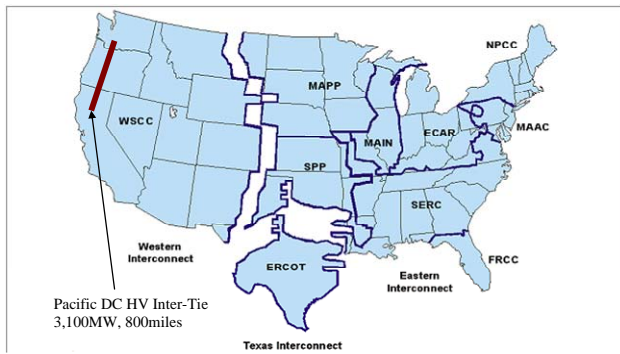 NPCC
MAPP
WSCC
MAIN
ECAR
MAAC
SPP
SERC
Western
Interconnect
ERCOT
Eastern
Interconnect
FRCC
Pacific DC HV Inter-Tie
3,100MW, 800miles
Texas Interconnect